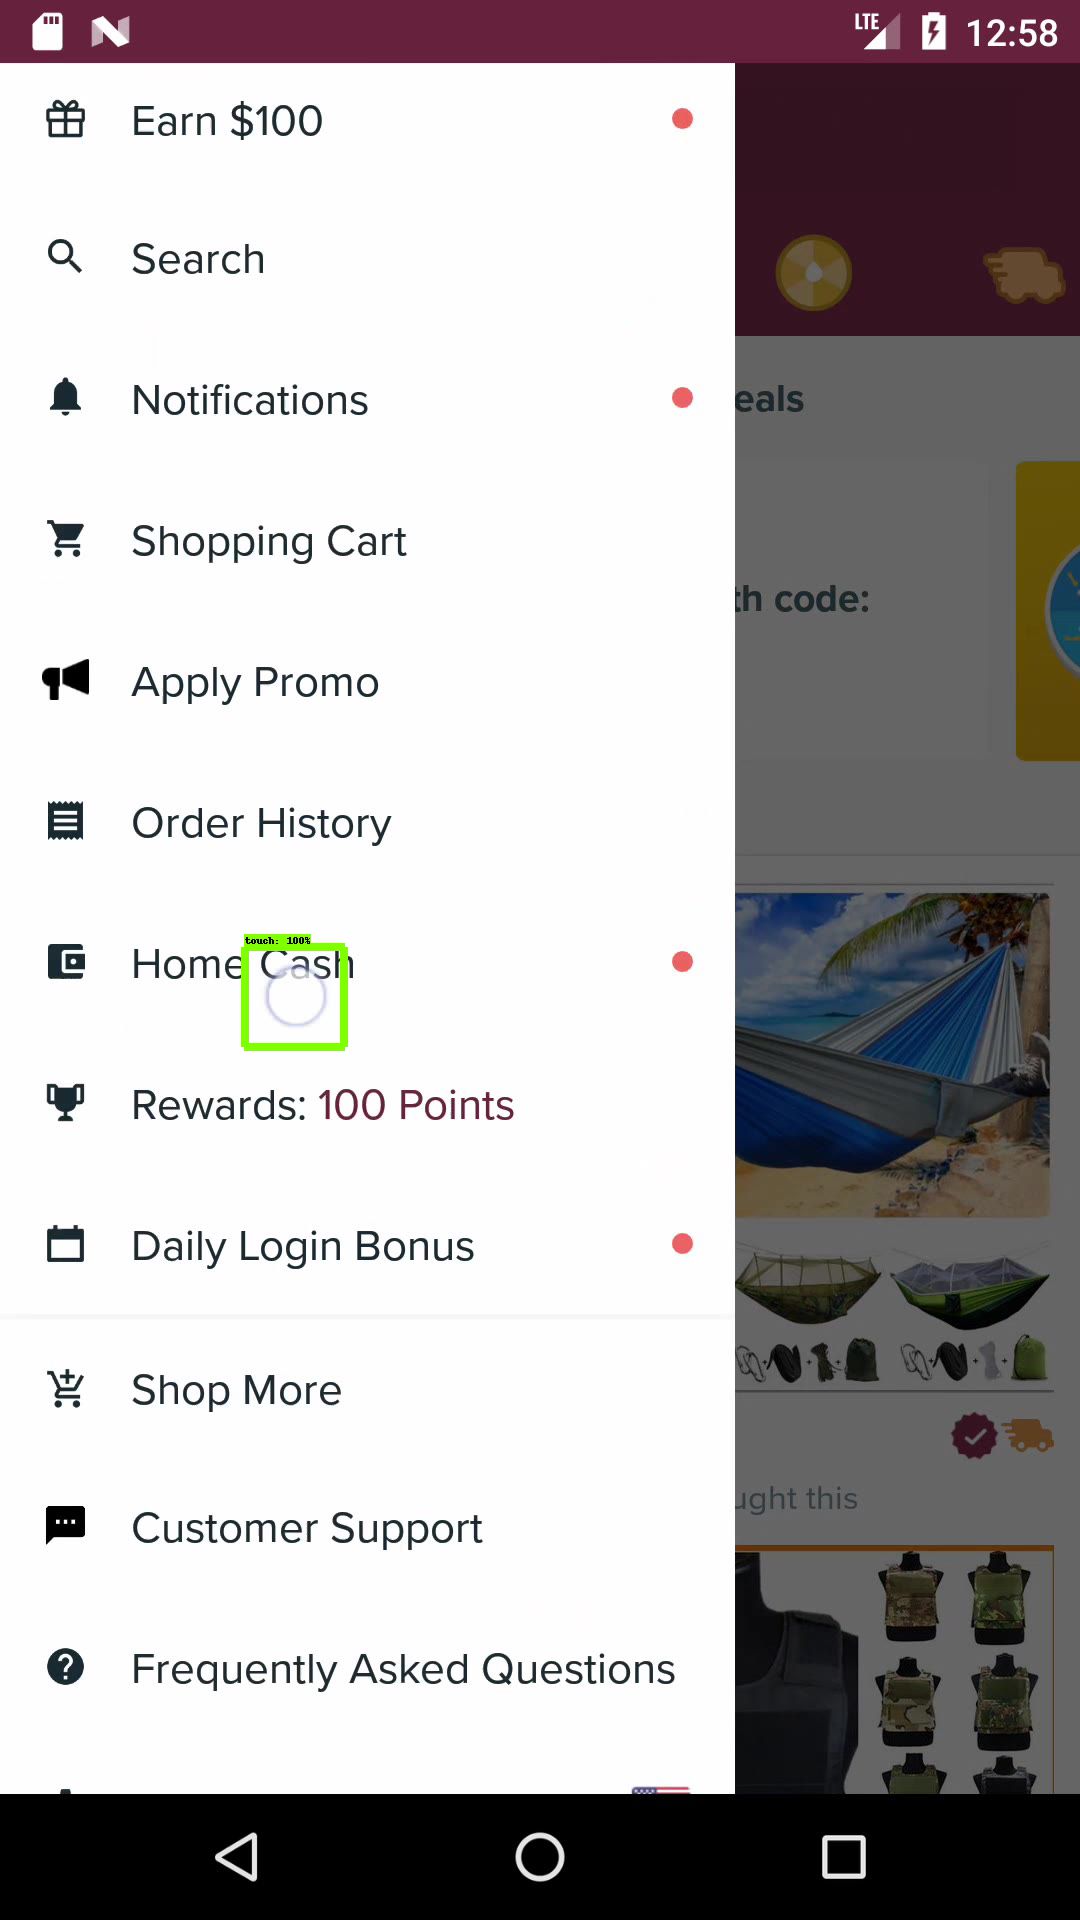 LTE 12:58
Earn $100
Search
Notifications
eals
Shopping Cart
th code:
Apply Promo
Order History
touch: 100%
Home Cash
Rewards: 100 Points
Daily Login Bonus
Shop More
ught this
Customer Support
Frequently Asked Questions